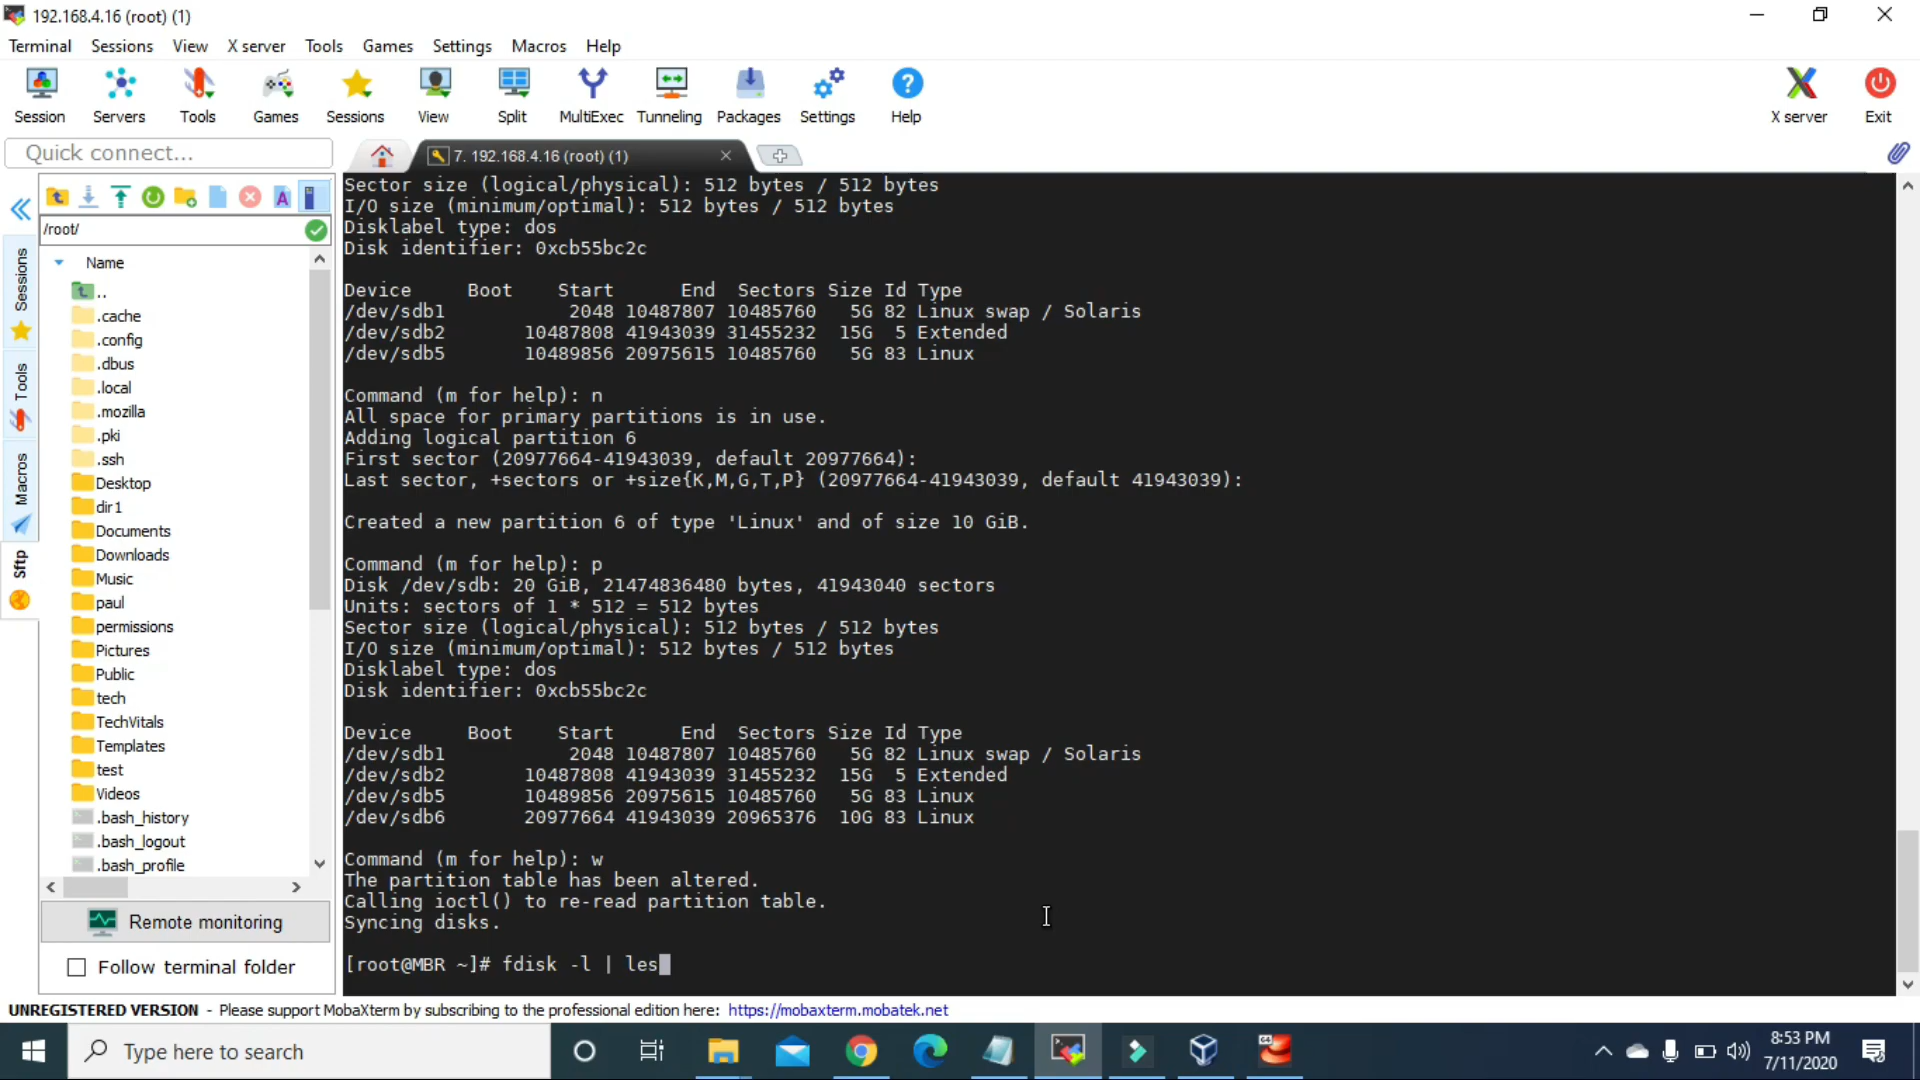 192.168.4.16 (root) (1)
Terminal Sessions View X server Tools Games Settings Macros Help
Session Servers Tools Games Sessions View Split MultiExec Tunneling Packages Settings Help X server Exit
Quick connect...
7. 192.168.4.16 (root) (1)
/root/
Name
..
.cache
.config
.dbus
.local
.mozilla
.pki
.ssh
Desktop
dir1
Documents
Downloads
Music
paul
permissions
Pictures
Public
tech
TechVitals
Templates
test
Videos
.bash_history
.bash_logout
.bash_profile
Remote monitoring
Follow terminal folder
Sessions
Tools
Macros
Sftp
Sector size (logical/physical): 512 bytes / 512 bytes
I/O size (minimum/optimal): 512 bytes / 512 bytes
Disklabel type: dos
Disk identifier: 0xcb55bc2c
Device Boot Start End Sectors Size Id Type
/dev/sdb1 2048 10487807 10485760 5G 82 Linux swap / Solaris
/dev/sdb2 10487808 41943039 31455232 15G 5 Extended
/dev/sdb5 10489856 20975615 10485760 5G 83 Linux
Command (m for help): n
All space for primary partitions is in use.
Adding logical partition 6
First sector (20977664-41943039, default 20977664):
Last sector, +sectors or +size{K,M,G,T,P} (20977664-41943039, default 41943039):
Created a new partition 6 of type 'Linux' and of size 10 GiB.
Command (m for help): p
Disk /dev/sdb: 20 GiB, 21474836480 bytes, 41943040 sectors
Units: sectors of 1 * 512 = 512 bytes
Sector size (logical/physical): 512 bytes / 512 bytes
I/O size (minimum/optimal): 512 bytes / 512 bytes
Disklabel type: dos
Disk identifier: 0xcb55bc2c
Device Boot Start End Sectors Size Id Type
/dev/sdb1 2048 10487807 10485760 5G 82 Linux swap / Solaris
/dev/sdb2 10487808 41943039 31455232 15G 5 Extended
/dev/sdb5 10489856 20975615 10485760 5G 83 Linux
/dev/sdb6 20977664 41943039 20965376 10G 83 Linux
Command (m for help): w
The partition table has been altered.
Calling ioctl() to re-read partition table.
Syncing disks.
[root@MBR ~]# fdisk -l | les
UNREGISTERED VERSION - Please support MobaXterm by subscribing to the professional edition here: https://mobaxterm.mobatek.net
Type here to search
64
8:53 PM
7/11/2020